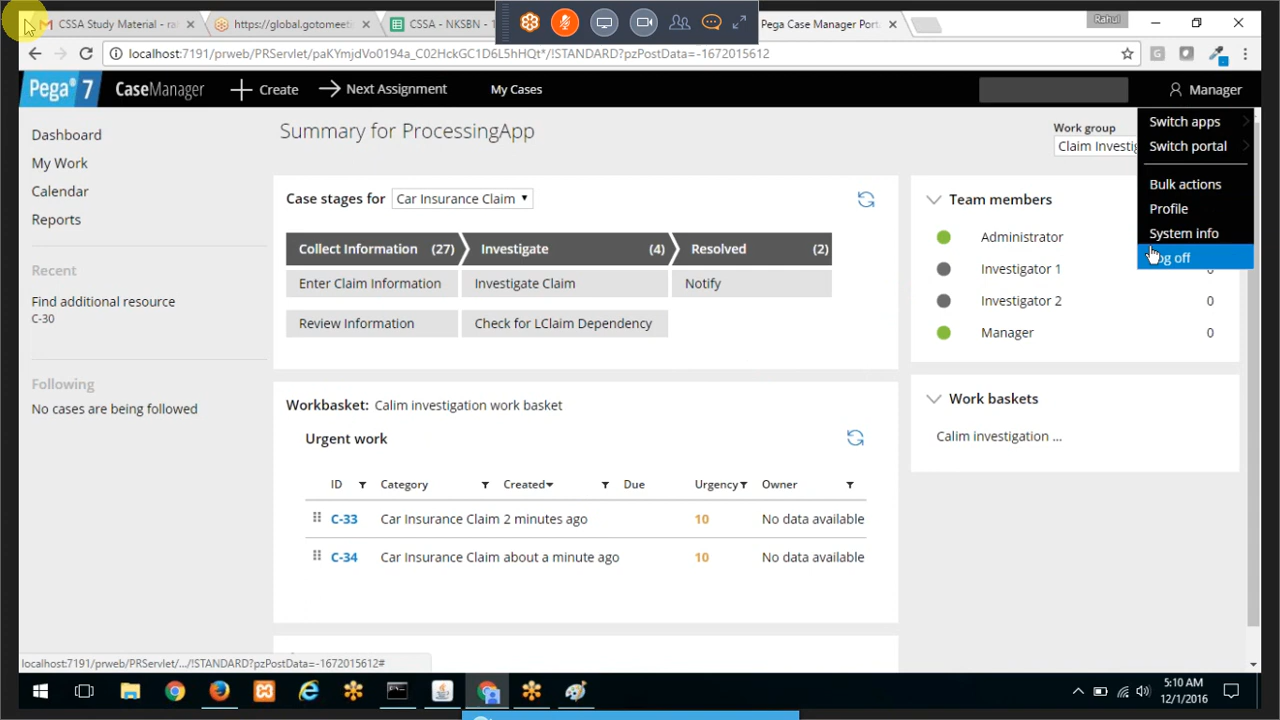 CSSA Study Material - ra
https://global.gotomeeti
CSSA - NKSBN -
Pega Case Manager Port
Rahul
localhost:7191/prweb/PRServlet/paKYmjdVo0194a_C02HckGC1D6L5hHQt*/!STANDARD?pzPostData=-1672015612
Pega 7 CaseManager Create Next Assignment My Cases Manager
Dashboard
My Work
Calendar
Reports
Recent
Find additional resource
C-30
Following
No cases are being followed
Summary for ProcessingApp
Work group
Claim Investig
Switch apps
Switch portal
Bulk actions
Profile
System info
og off
Case stages for Car Insurance Claim
Collect Information (27) Investigate (4) Resolved (2)
Enter Claim Information Investigate Claim Notify
Review Information Check for LClaim Dependency
Team members
Administrator
Investigator 1 0
Investigator 2 0
Manager 0
Workbasket: Calim investigation work basket
Urgent work
ID Category Created Due Urgency Owner
C-33 Car Insurance Claim 2 minutes ago 10 No data available
C-34 Car Insurance Claim about a minute ago 10 No data available
Work baskets
Calim investigation ...
localhost:7191/prweb/PRServlet/.../!STANDARD?pzPostData=-1672015612#
5:10 AM
12/1/2016